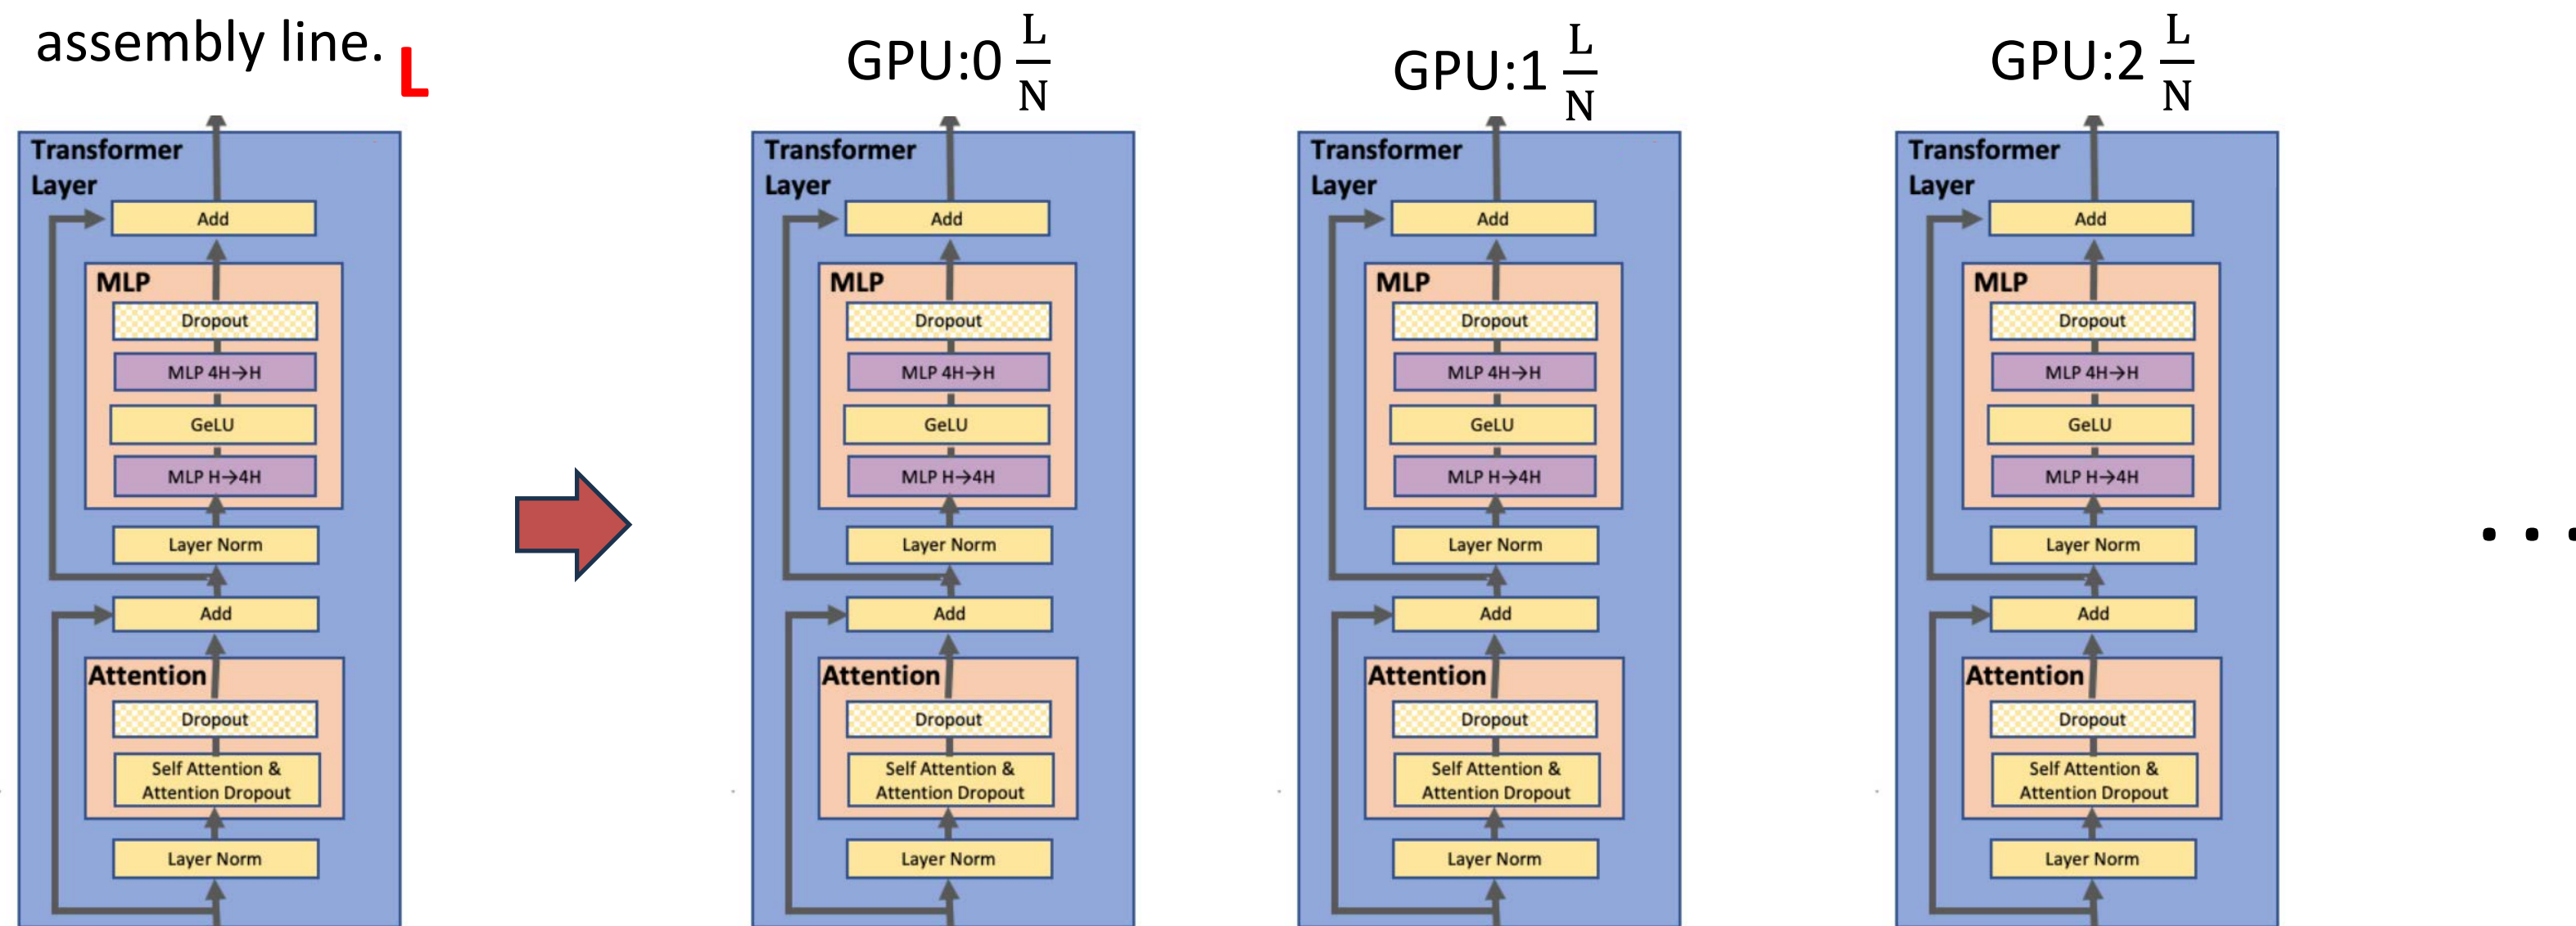 assembly line. L
GPU:0 L/N
GPU:1 L/N
GPU:2 L/N
Transformer
Layer
Add
MLP
Dropout
MLP 4H→H
GeLU
MLP H→4H
Layer Norm
Add
Attention
Dropout
Self Attention &
Attention Dropout
Layer Norm
Transformer
Layer
Add
MLP
Dropout
MLP 4H→H
GeLU
MLP H→4H
Layer Norm
Add
Attention
Dropout
Self Attention &
Attention Dropout
Layer Norm
Transformer
Layer
Add
MLP
Dropout
MLP 4H→H
GeLU
MLP H→4H
Layer Norm
Add
Attention
Dropout
Self Attention &
Attention Dropout
Layer Norm
Transformer
Layer
Add
MLP
Dropout
MLP 4H→H
GeLU
MLP H→4H
Layer Norm
Add
Attention
Dropout
Self Attention &
Attention Dropout
Layer Norm
...